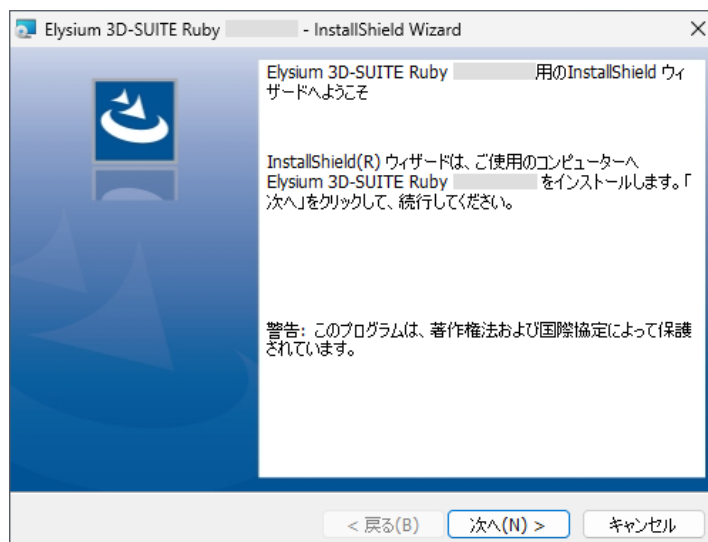 Elysium 3D-SUITE Ruby - InstallShield Wizard
Elysium 3D-SUITE Ruby 用のInstallShield ウィ
ザードへようこそ
InstallShield(R) ウィザードは、ご使用のコンピューターへ
Elysium 3D-SUITE Ruby をインストールします。「
次へ」をクリックして、続行してください。
警告: このプログラムは、著作権法および国際協定によって保護
されています。
< 戻る(B) 次へ(N) > キャンセル